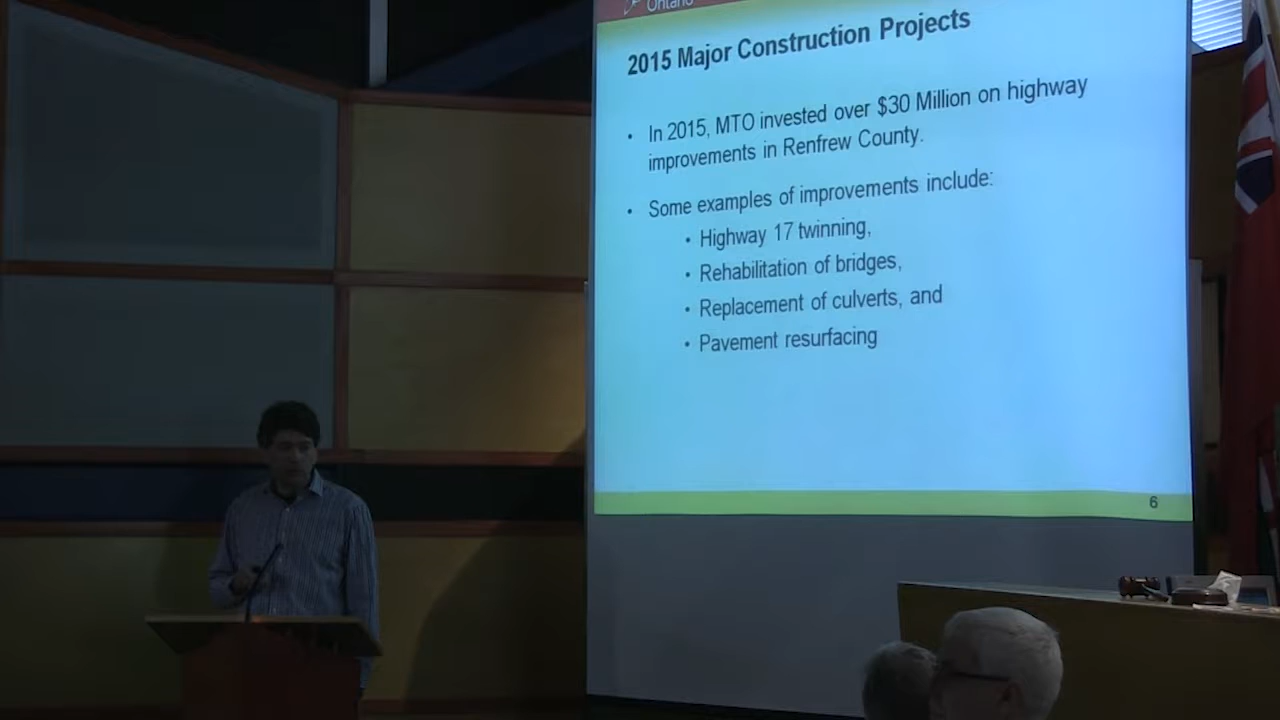 Ontario
2015 Major Construction Projects
• In 2015, MTO invested over $30 Million on highway
improvements in Renfrew County.
• Some examples of improvements include:
• Highway 17 twinning,
• Rehabilitation of bridges,
• Replacement of culverts, and
• Pavement resurfacing
6